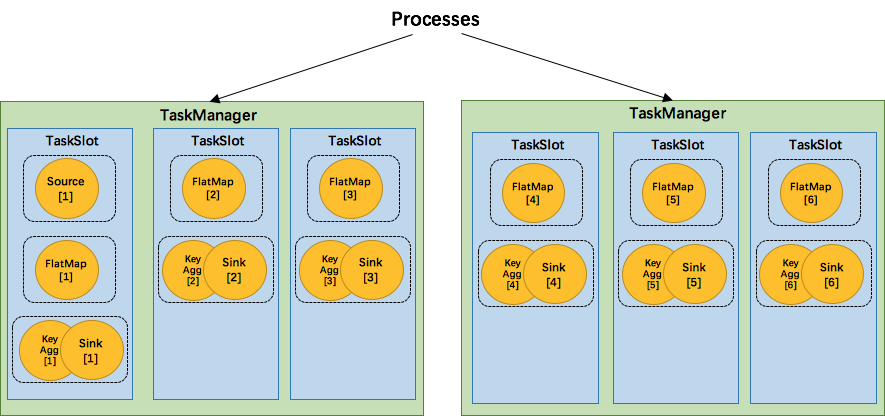 Processes
TaskManager
TaskSlot
Source
[1]
FlatMap
[1]
Key
Agg
[1]
Sink
[1]
TaskSlot
FlatMap
[2]
Key
Agg
[2]
Sink
[2]
TaskSlot
FlatMap
[3]
Key
Agg
[3]
Sink
[3]
TaskManager
TaskSlot
FlatMap
[4]
Key
Agg
[4]
Sink
[4]
TaskSlot
FlatMap
[5]
Key
Agg
[5]
Sink
[5]
TaskSlot
FlatMap
[6]
Key
Agg
[6]
Sink
[6]